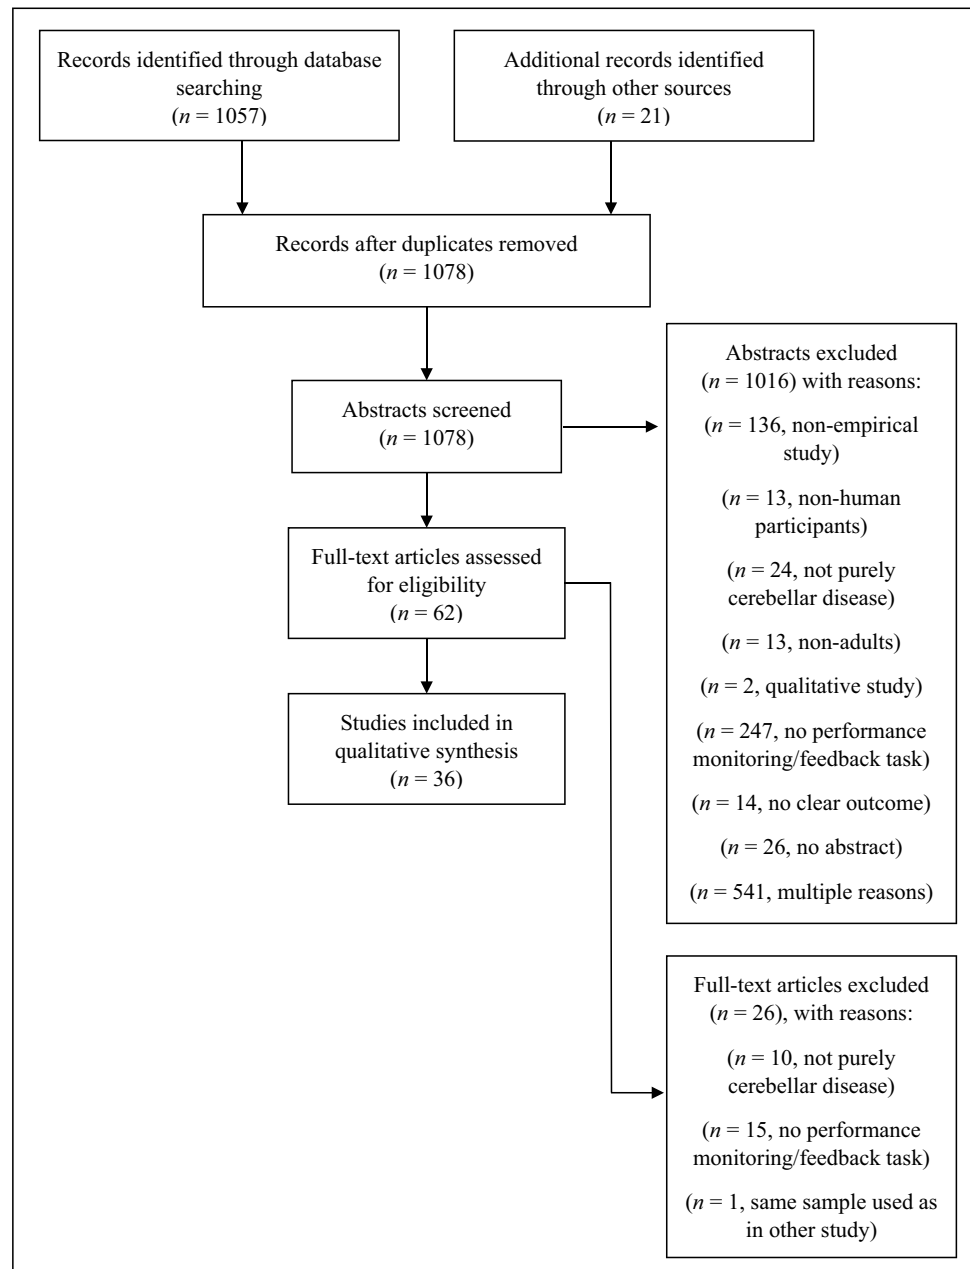 Records identified through database
searching
(n = 1057)
Additional records identified
through other sources
(n = 21)
Records after duplicates removed
(n = 1078)
Abstracts screened
(n = 1078)
Abstracts excluded
(n = 1016) with reasons:
(n = 136, non-empirical
study)
(n = 13, non-human
participants)
(n = 24, not purely
cerebellar disease)
(n = 13, non-adults)
(n = 2, qualitative study)
(n = 247, no performance
monitoring/feedback task)
(n = 14, no clear outcome)
(n = 26, no abstract)
(n = 541, multiple reasons)
Full-text articles assessed
for eligibility
(n = 62)
Studies included in
qualitative synthesis
(n = 36)
Full-text articles excluded
(n = 26), with reasons:
(n = 10, not purely
cerebellar disease)
(n = 15, no performance
monitoring/feedback task)
(n = 1, same sample used as
in other study)